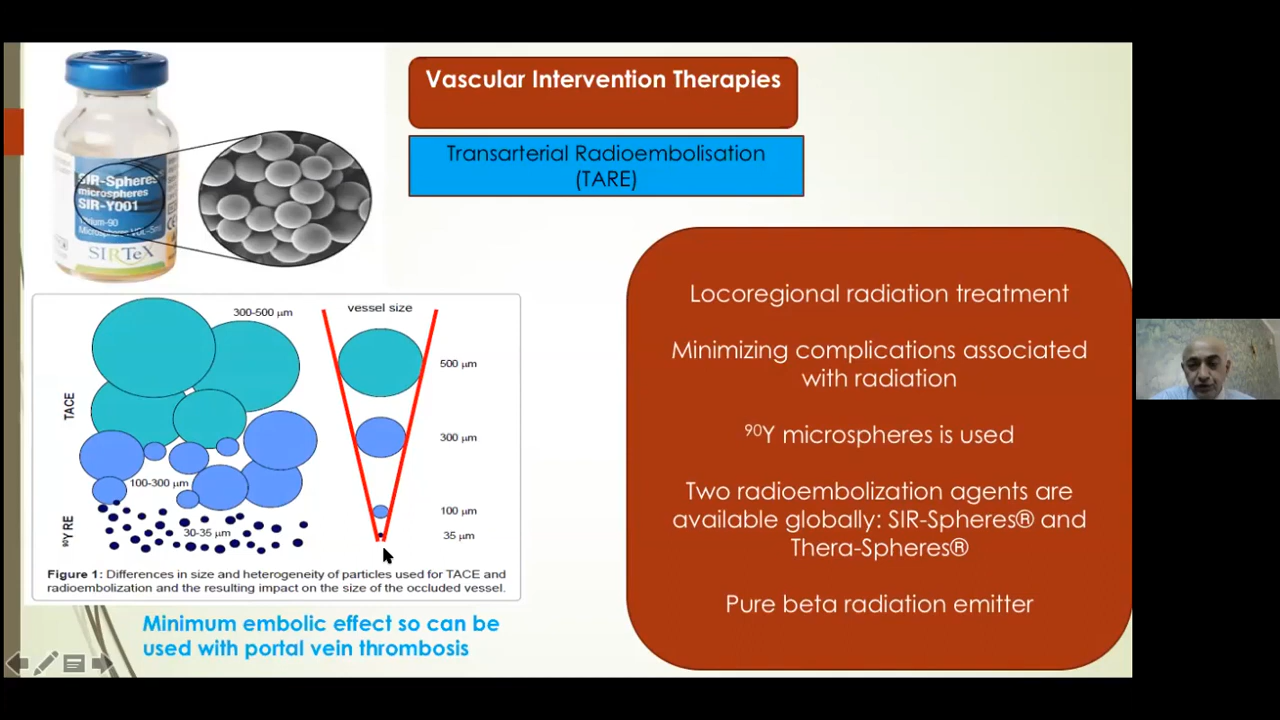 Vascular Intervention Therapies
Transarterial Radioembolisation
(TARE)
SIR-Spheres
microspheres
SIR-Y001
Yttrium-90
SIRTeX
300-500 µm
vessel size
500 µm
TACE
300 µm
100-300 µm
100 µm
⁹⁰Y RE
30-35 µm
35 µm
Figure 1: Differences in size and heterogeneity of particles used for TACE and
radioembolization and the resulting impact on the size of the occluded vessel.
Minimum embolic effect so can be
used with portal vein thrombosis
Locoregional radiation treatment
Minimizing complications associated
with radiation
⁹⁰Y microspheres is used
Two radioembolization agents are
available globally: SIR-Spheres® and
Thera-Spheres®
Pure beta radiation emitter